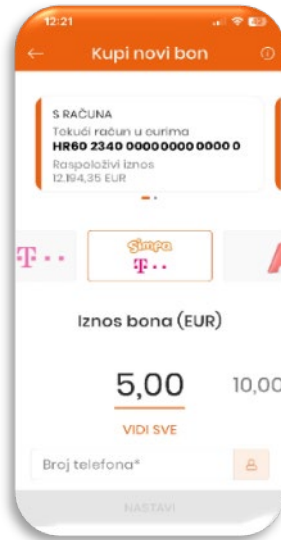 12:21
Kupi novi bon
S RAČUNA
Tekući račun u eurima
HR60 2340 00000000 0000 0
Raspoloživi iznos
12.194,35 EUR
T
Simpa
T
Iznos bona (EUR)
5,00 10,00
VIDI SVE
Broj telefona*
NASTAVI